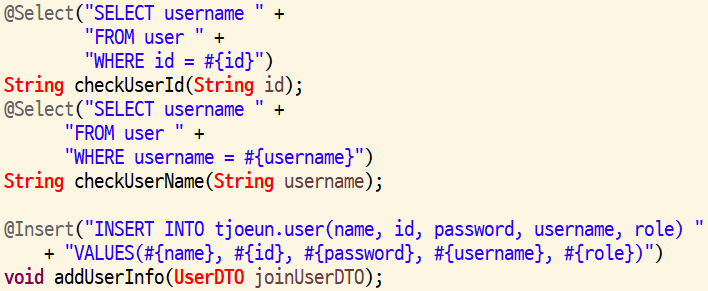 @Select("SELECT username " +
"FROM user " +
"WHERE id = #{id}")
String checkUserId(String id);
@Select("SELECT username " +
"FROM user " +
"WHERE username = #{username}")
String checkUserName(String username);
@Insert("INSERT INTO tjoeun.user(name, id, password, username, role) "
+ "VALUES(#{name}, #{id}, #{password}, #{username}, #{role})")
void addUserInfo(UserDTO joinUserDTO);